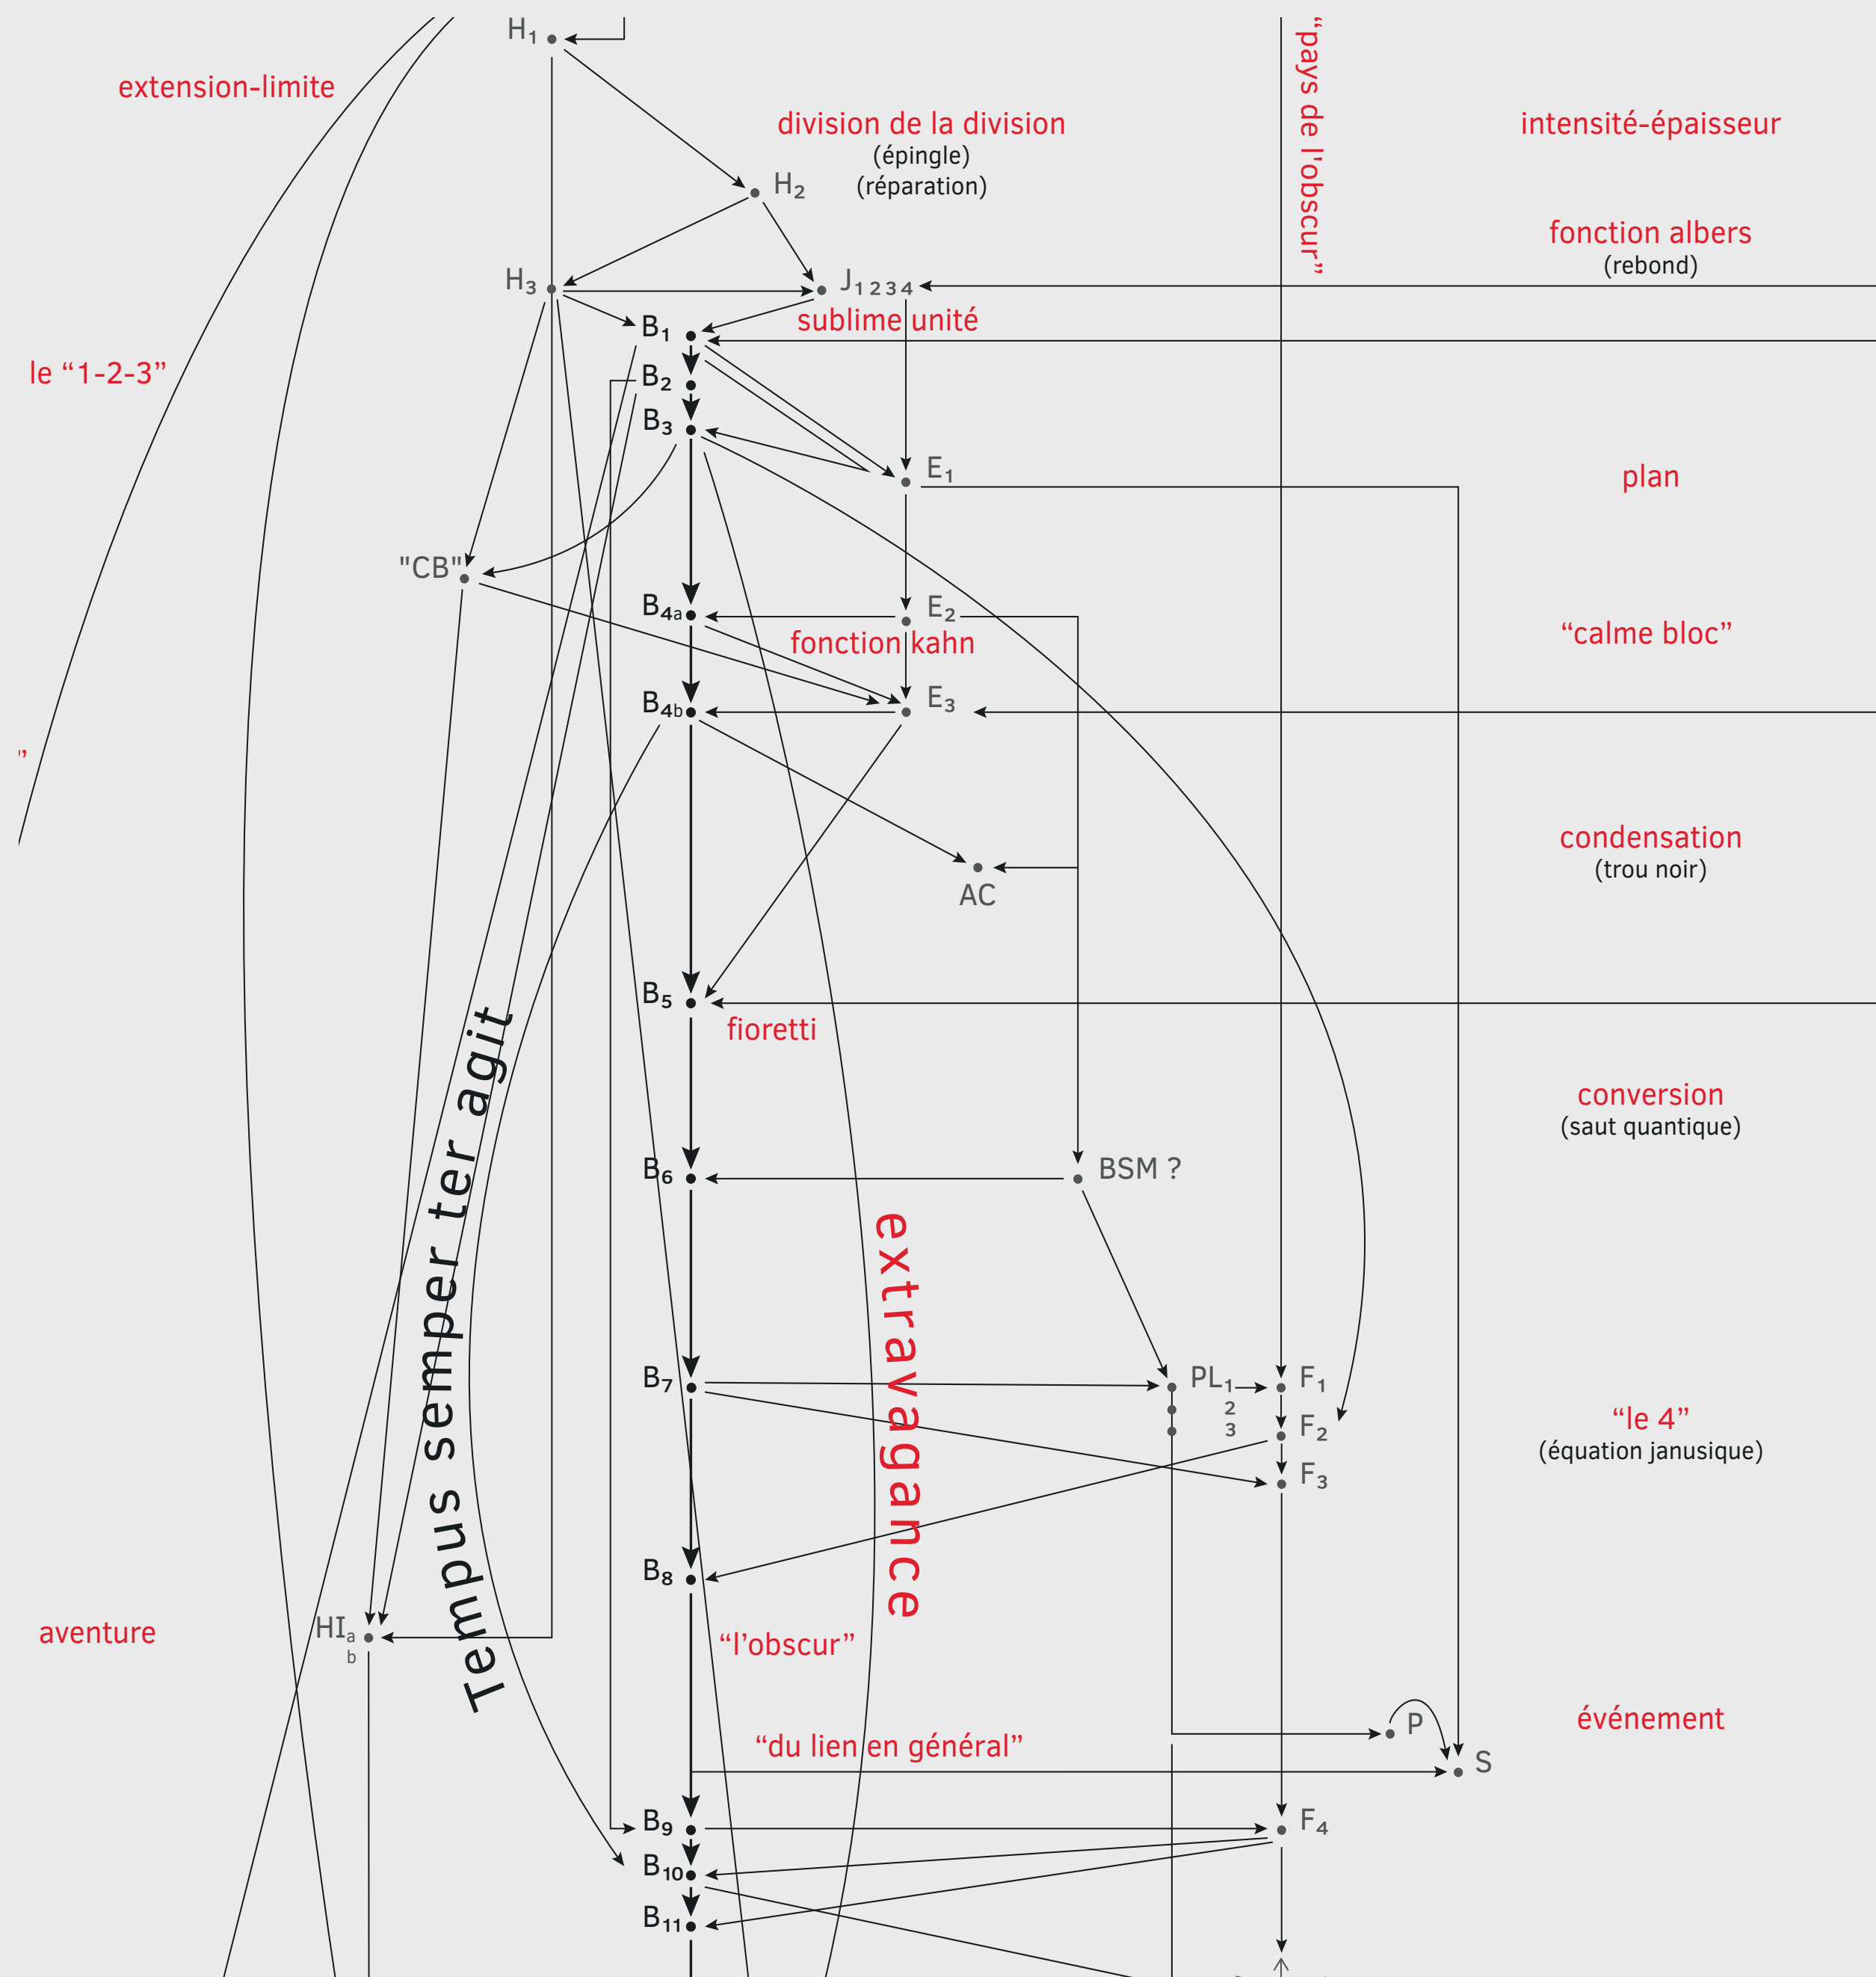 H1
“pays de l'obscur”
extension-limite
division de la division
(épingle)
(réparation)
intensité-épaisseur
H2
fonction albers
(rebond)
H3
J1 2 3 4
sublime unité
B1
le “1-2-3”
B2
B3
E1
plan
"CB"
B4a
E2
fonction kahn
“calme bloc”
B4b
E3
”
condensation
(trou noir)
AC
B5
fioretti
Tempus semper ter agit
conversion
(saut quantique)
B6
BSM ?
extravagance
B7
PL1
2
3
F1
F2
F3
“le 4”
(équation janusique)
B8
aventure
HIa
b
“l’obscur”
événement
P
“du lien en général”
S
B9
F4
B10
B11